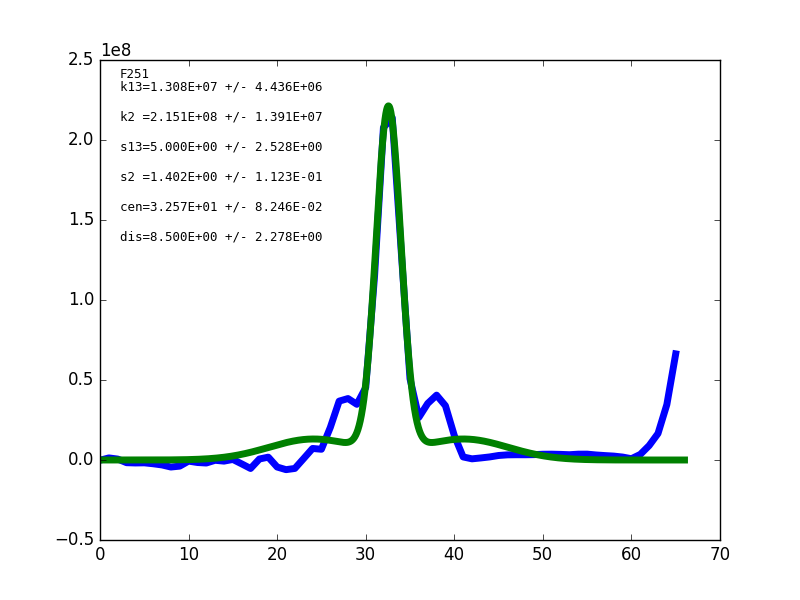 1e8
F251
k13=1.308E+07 +/- 4.436E+06
k2 =2.151E+08 +/- 1.391E+07
s13=5.000E+00 +/- 2.528E+00
s2 =1.402E+00 +/- 1.123E-01
cen=3.257E+01 +/- 8.246E-02
dis=8.500E+00 +/- 2.278E+00
2.5
2.0
1.5
1.0
0.5
0.0
−0.5
0 10 20 30 40 50 60 70